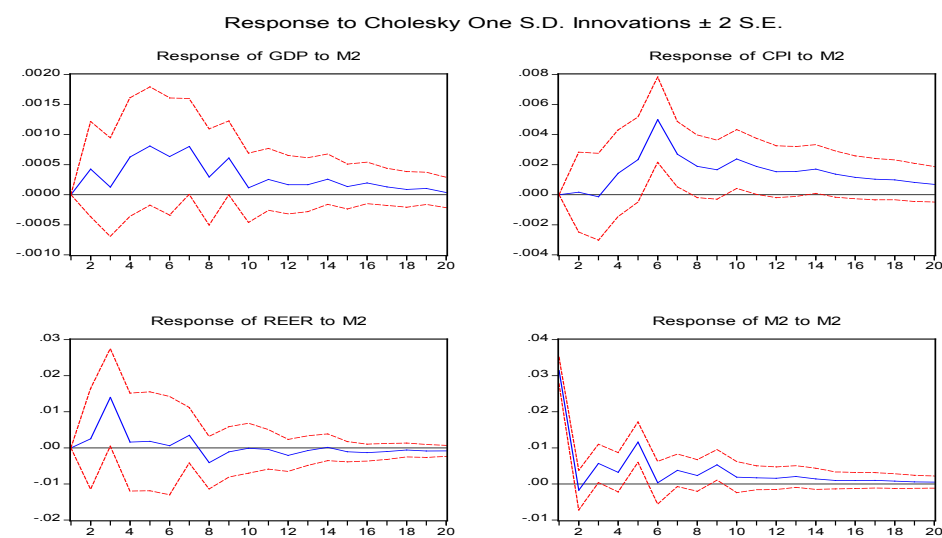 Response to Cholesky One S.D. Innovations ± 2 S.E.
Response of GDP to M2
.0020
.0015
.0010
.0005
.0000
-.0005
-.0010
2 4 6 8 10 12 14 16 18 20
Response of CPI to M2
.008
.006
.004
.002
.000
-.002
-.004
2 4 6 8 10 12 14 16 18 20
Response of REER to M2
.03
.02
.01
.00
-.01
-.02
2 4 6 8 10 12 14 16 18 20
Response of M2 to M2
.04
.03
.02
.01
.00
-.01
2 4 6 8 10 12 14 16 18 20